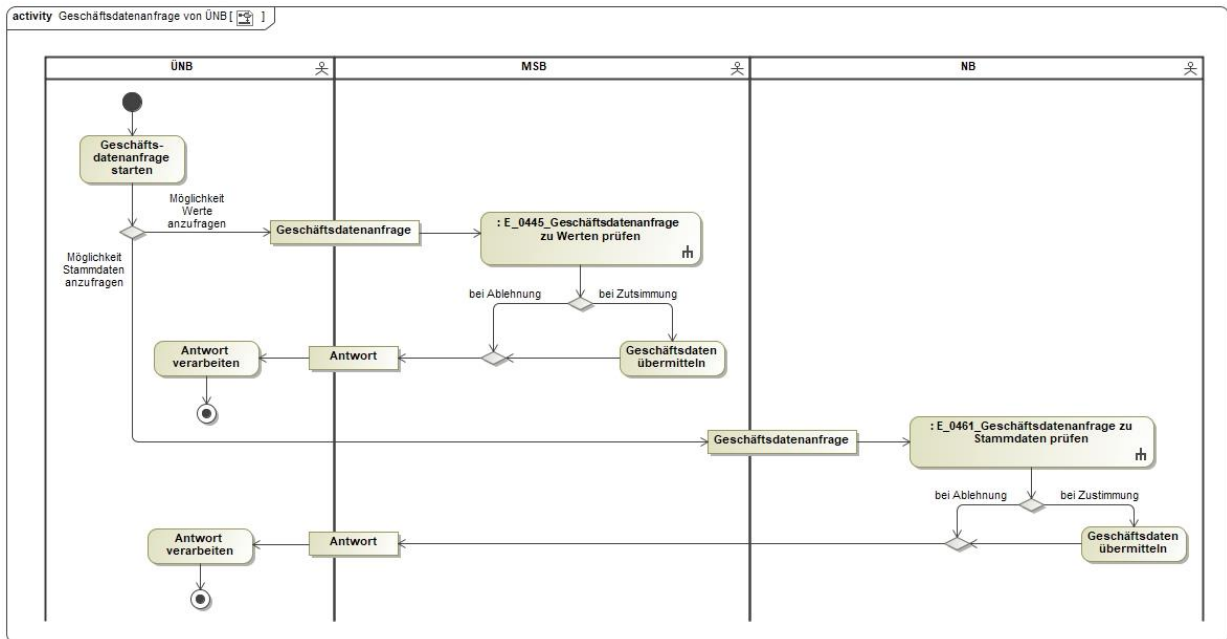 activity Geschäftsdatenanfrage von ÜNB [ ]
ÜNB
MSB
NB
Geschäfts-
datenanfrage
starten
Möglichkeit
Werte
anzufragen
Möglichkeit
Stammdaten
anzufragen
Geschäftsdatenanfrage
: E_0445_Geschäftsdatenanfrage
zu Werten prüfen
bei Ablehnung
bei Zutsimmung
Antwort
verarbeiten
Antwort
Geschäftsdaten
übermitteln
Geschäftsdatenanfrage
: E_0461_Geschäftsdatenanfrage zu
Stammdaten prüfen
bei Ablehnung
bei Zustimmung
Antwort
verarbeiten
Antwort
Geschäftsdaten
übermitteln